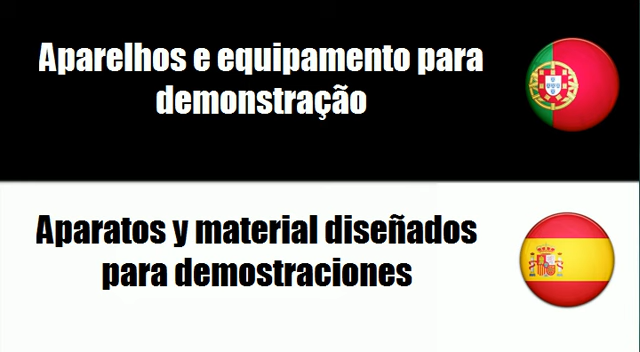 Aparelhos e equipamento para
demonstração
Aparatos y material diseñados
para demostraciones